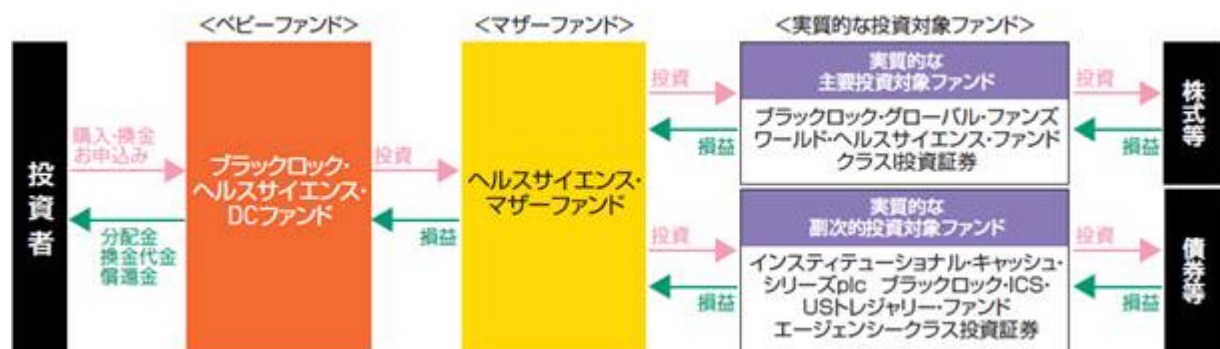 ＜ベビーファンド＞
＜マザーファンド＞
＜実質的な投資対象ファンド＞
投資者
購入・換金
お申込み
分配金
換金代金
償還金
ブラックロック・
ヘルスサイエンス・
DCファンド
投資
損益
ヘルスサイエンス・
マザーファンド
投資
損益
実質的な
主要投資対象ファンド
ブラックロック・グローバル・ファンズ
ワールド・ヘルスサイエンス・ファンド
クラスI投資証券
投資
損益
株式等
投資
損益
実質的な
副次的投資対象ファンド
インスティテューショナル・キャッシュ・
シリーズplc ブラックロック・ICS・
USトレジャリー・ファンド
エージェンシークラス投資証券
投資
損益
債券等